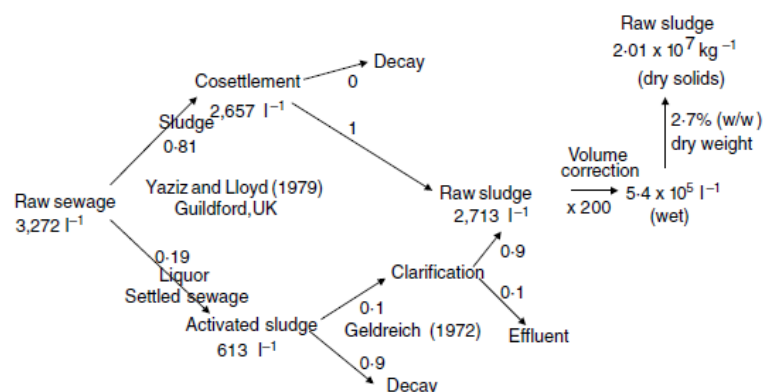 Raw sludge
2·01 x 10⁷ kg⁻¹
(dry solids)
Decay
Cosettlement
0
2,657 l⁻¹
Sludge
0·81
1
2·7% (w/w)
dry weight
Volume
correction
x 200
5·4 x 10⁵ l⁻¹
(wet)
Yaziz and Lloyd (1979)
Guildford,UK
Raw sewage
3,272 l⁻¹
Raw sludge
2,713 l⁻¹
0·19
Liquor
Settled sewage
Clarification
0·9
0·1
0·1
Activated sludge
Geldreich (1972)
Effluent
613 l⁻¹
0·9
Decay